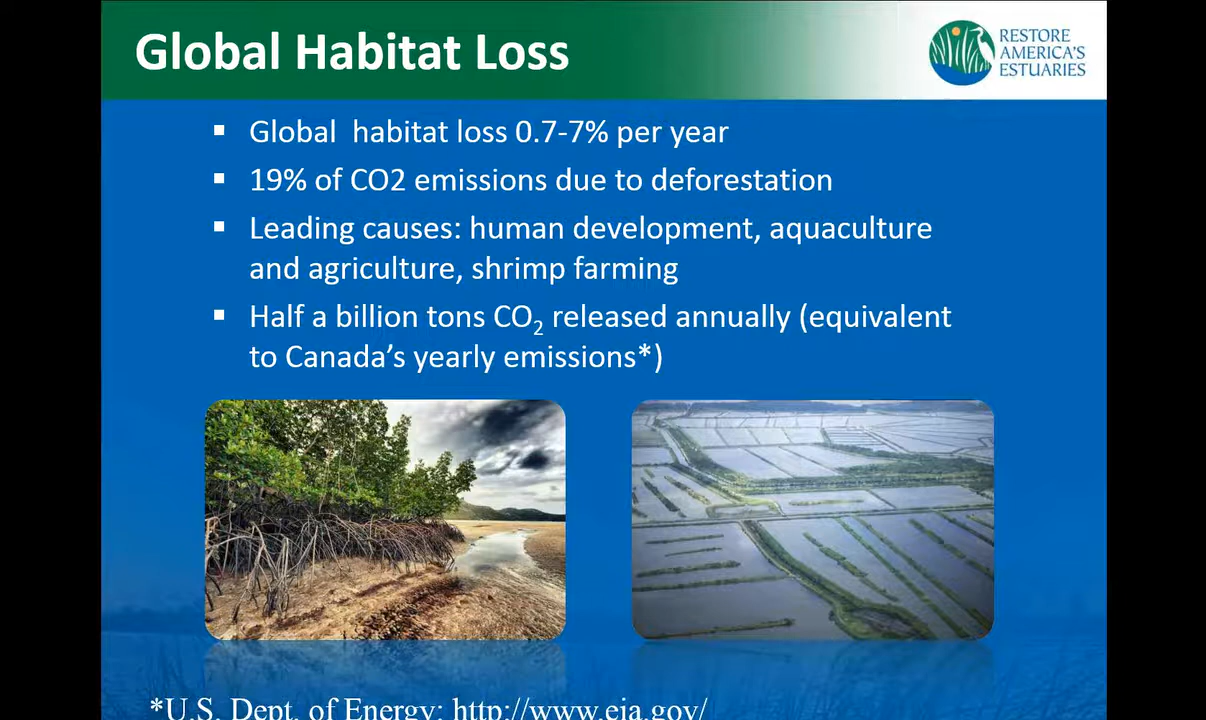 Global Habitat Loss
RESTORE
AMERICA'S
ESTUARIES
▪ Global  habitat loss 0.7-7% per year
▪ 19% of CO2 emissions due to deforestation
▪ Leading causes: human development, aquaculture
and agriculture, shrimp farming
▪ Half a billion tons CO₂ released annually (equivalent
to Canada’s yearly emissions*)
*U.S. Dept. of Energy: http://www.eia.gov/